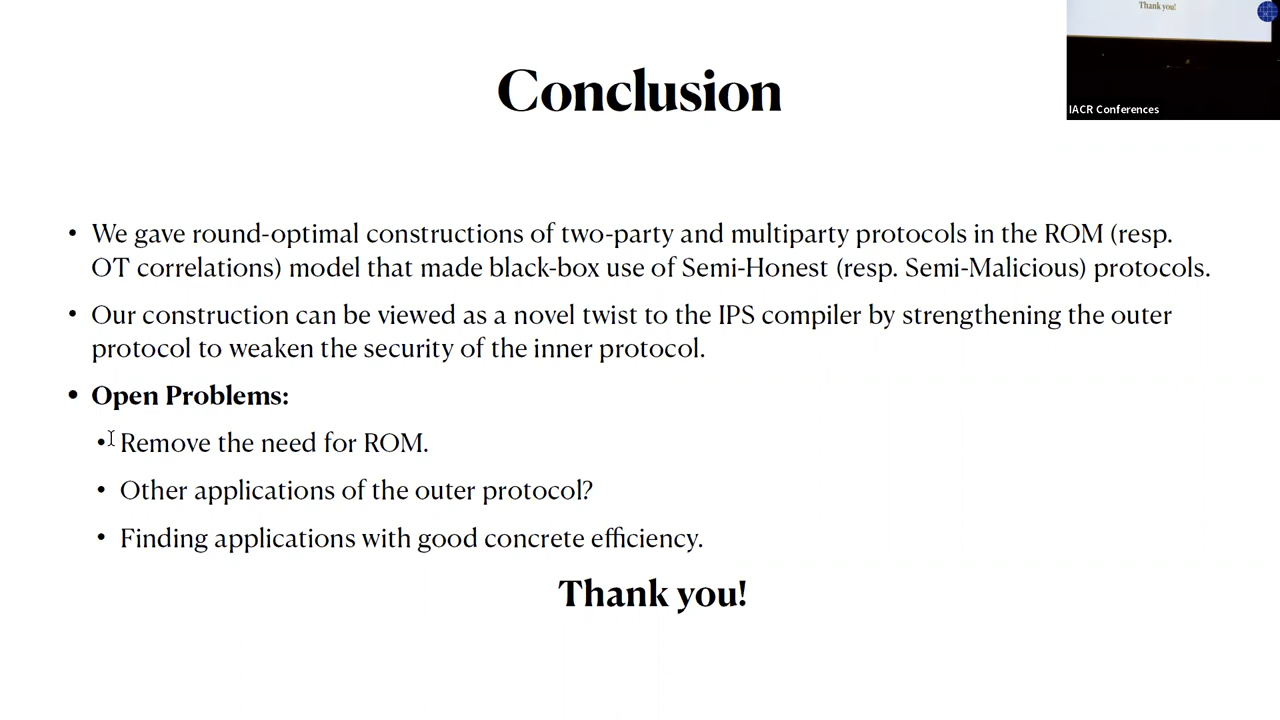 Thank you!
IACR Conferences
Conclusion
• We gave round-optimal constructions of two-party and multiparty protocols in the ROM (resp.
OT correlations) model that made black-box use of Semi-Honest (resp. Semi-Malicious) protocols.
• Our construction can be viewed as a novel twist to the IPS compiler by strengthening the outer
protocol to weaken the security of the inner protocol.
• Open Problems:
• Remove the need for ROM.
• Other applications of the outer protocol?
• Finding applications with good concrete efficiency.
Thank you!